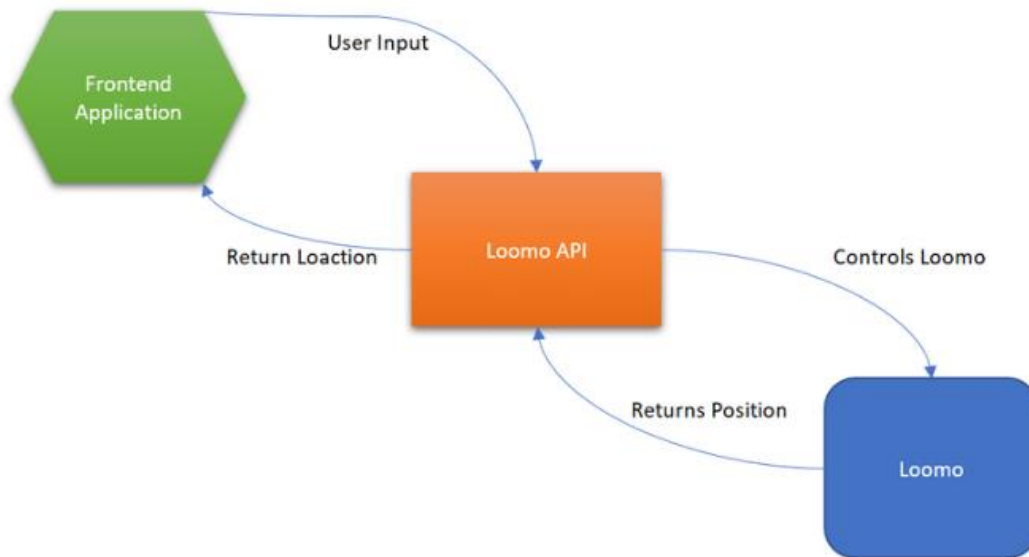 User Input
Frontend
Application
Return Loaction
Loomo API
Controls Loomo
Returns Position
Loomo